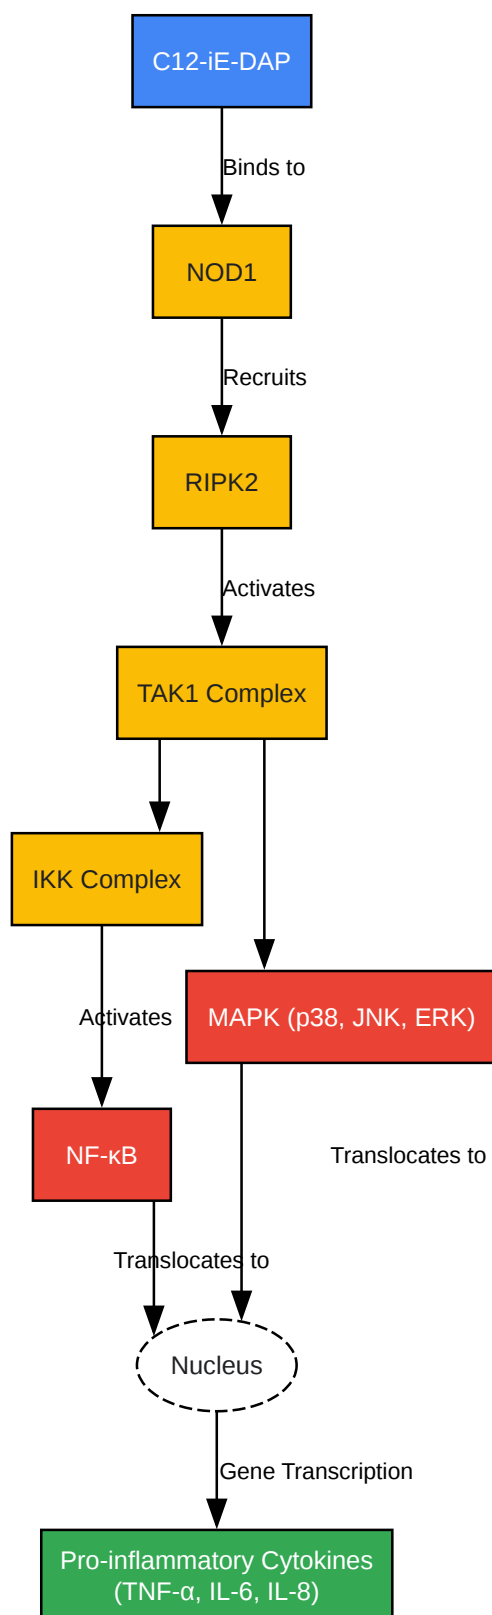 C12-iE-DAP
Binds to
NOD1
Recruits
RIPK2
Activates
TAK1 Complex
IKK Complex
Activates
MAPK (p38, JNK, ERK)
NF-κB
Translocates to
Translocates to
Nucleus
Gene Transcription
Pro-inflammatory Cytokines
(TNF-α, IL-6, IL-8)